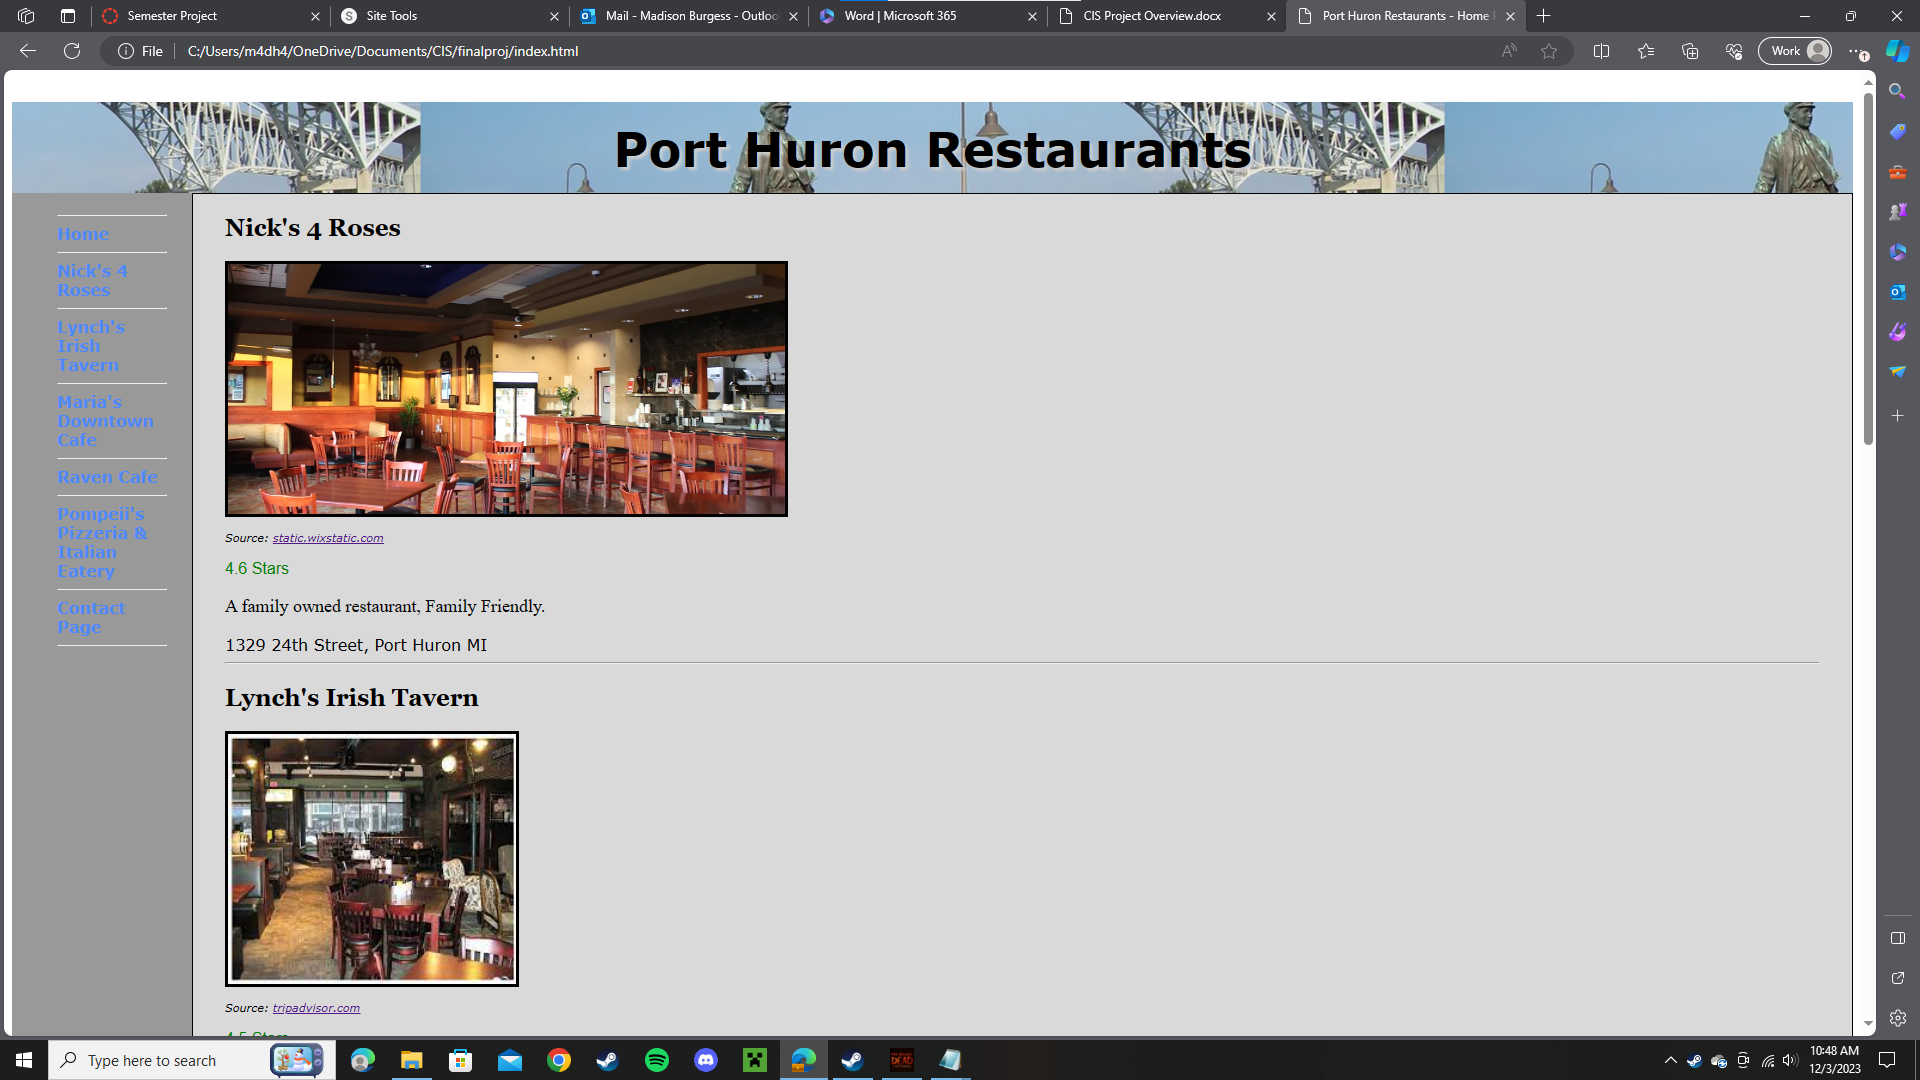 Semester Project
Site Tools
Mail - Madison Burgess - Outloo
Word | Microsoft 365
CIS Project Overview.docx
Port Huron Restaurants - Home P
File
C:/Users/m4dh4/OneDrive/Documents/CIS/finalproj/index.html
Work
Port Huron Restaurants
Home
Nick's 4
Roses
Lynch's
Irish
Tavern
Maria's
Downtown
Cafe
Raven Cafe
Pompeii's
Pizzeria &
Italian
Eatery
Contact
Page
Nick's 4 Roses
Source: static.wixstatic.com
4.6 Stars
A family owned restaurant, Family Friendly.
1329 24th Street, Port Huron MI
Lynch's Irish Tavern
Source: tripadvisor.com
4.5 Stars
Type here to search
10:48 AM
12/3/2023